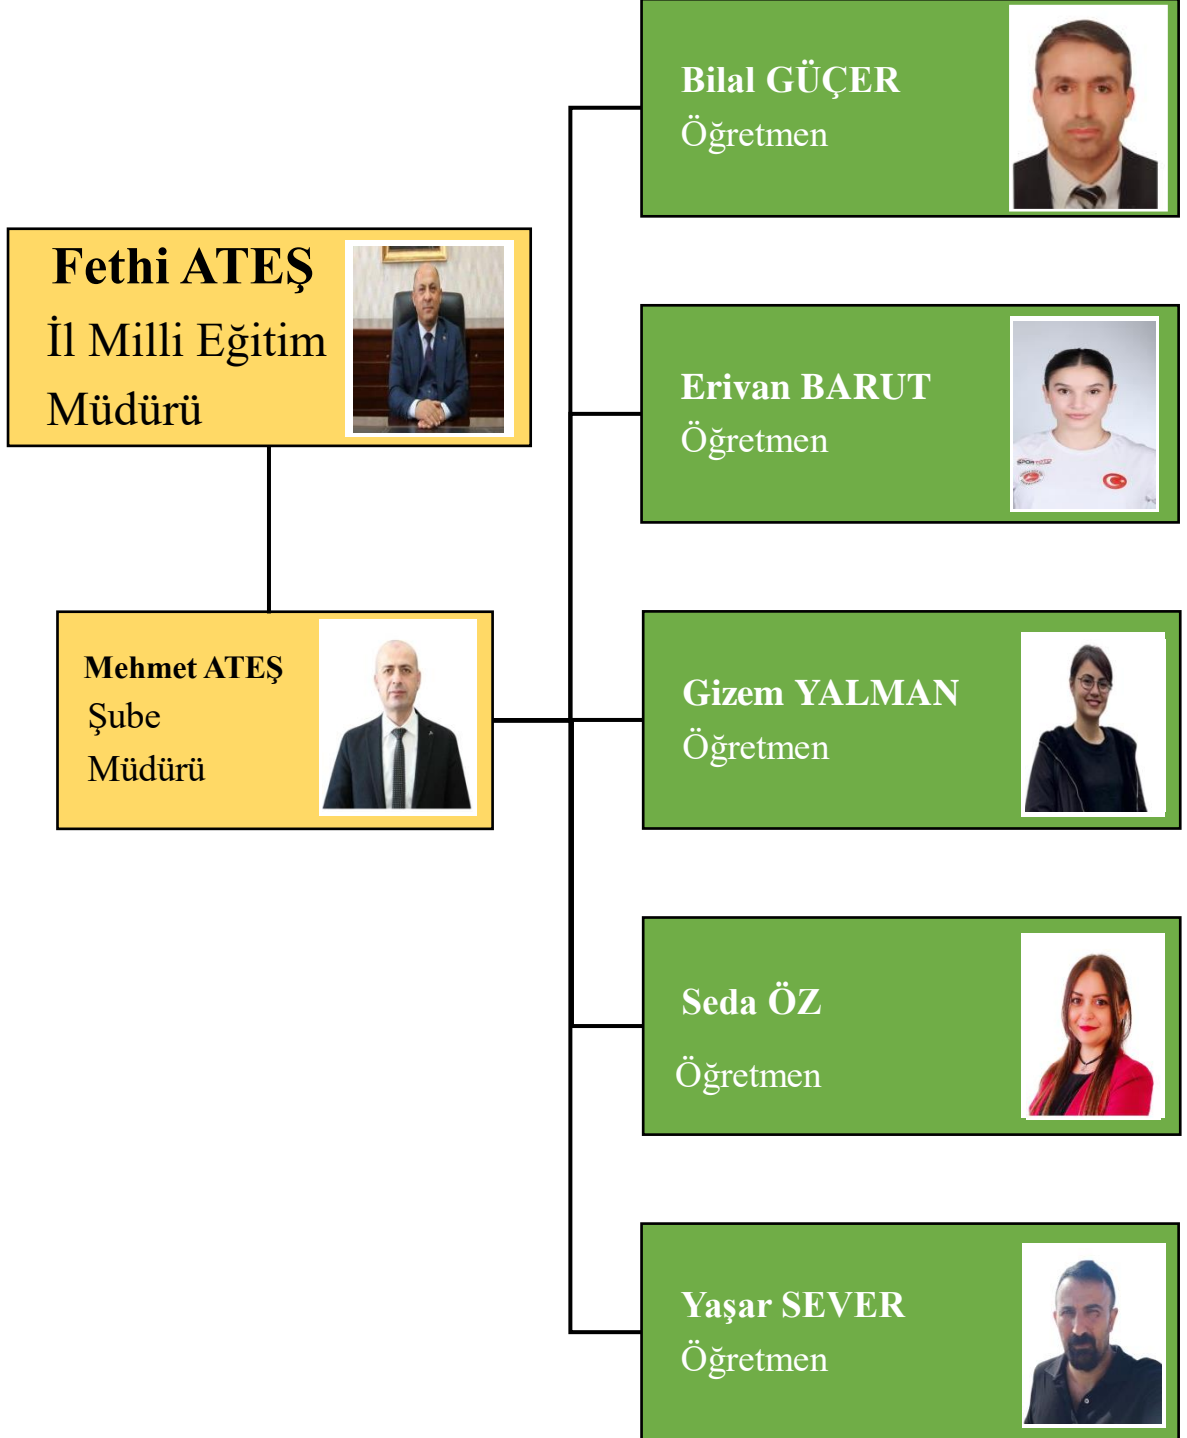 Bilal GÜÇER
Öğretmen
Fethi ATEŞ
İl Milli Eğitim
Müdürü
Erivan BARUT
Öğretmen
Mehmet ATEŞ
Şube
Müdürü
Gizem YALMAN
Öğretmen
Seda ÖZ
Öğretmen
Yaşar SEVER
Öğretmen